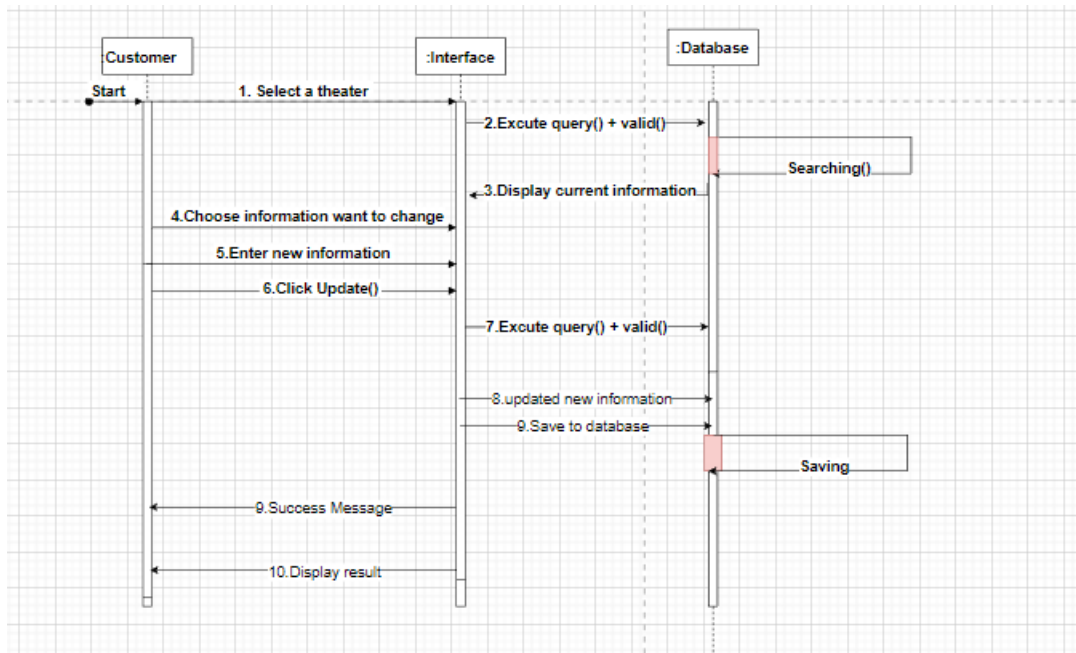 :Customer
:Interface
:Database
Start
1. Select a theater
2.Excute query() + valid()
Searching()
3.Display current information
4.Choose information want to change
5.Enter new information
6.Click Update()
7.Excute query() + valid()
8.updated new information
9.Save to database
Saving
9.Success Message
10.Display result